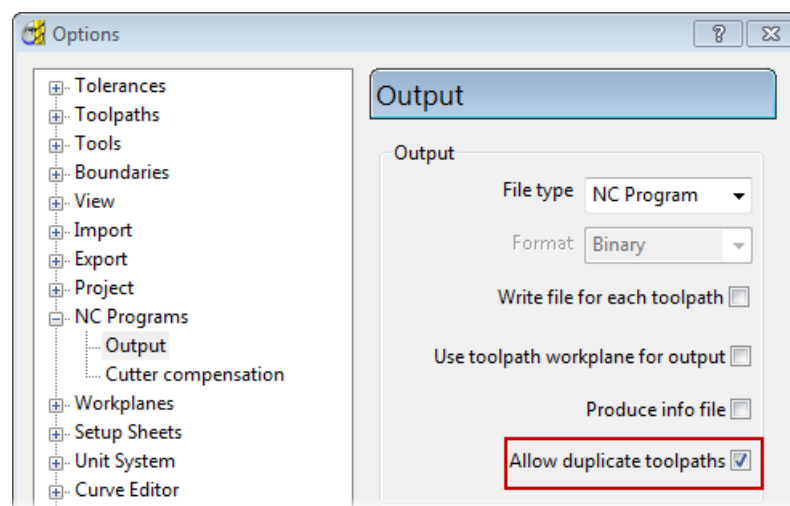 Options
Tolerances
Toolpaths
Tools
Boundaries
View
Import
Export
Project
NC Programs
Output
Cutter compensation
Workplanes
Setup Sheets
Unit System
Curve Editor
Output
Output
File type NC Program
Format Binary
Write file for each toolpath
Use toolpath workplane for output
Produce info file
Allow duplicate toolpaths